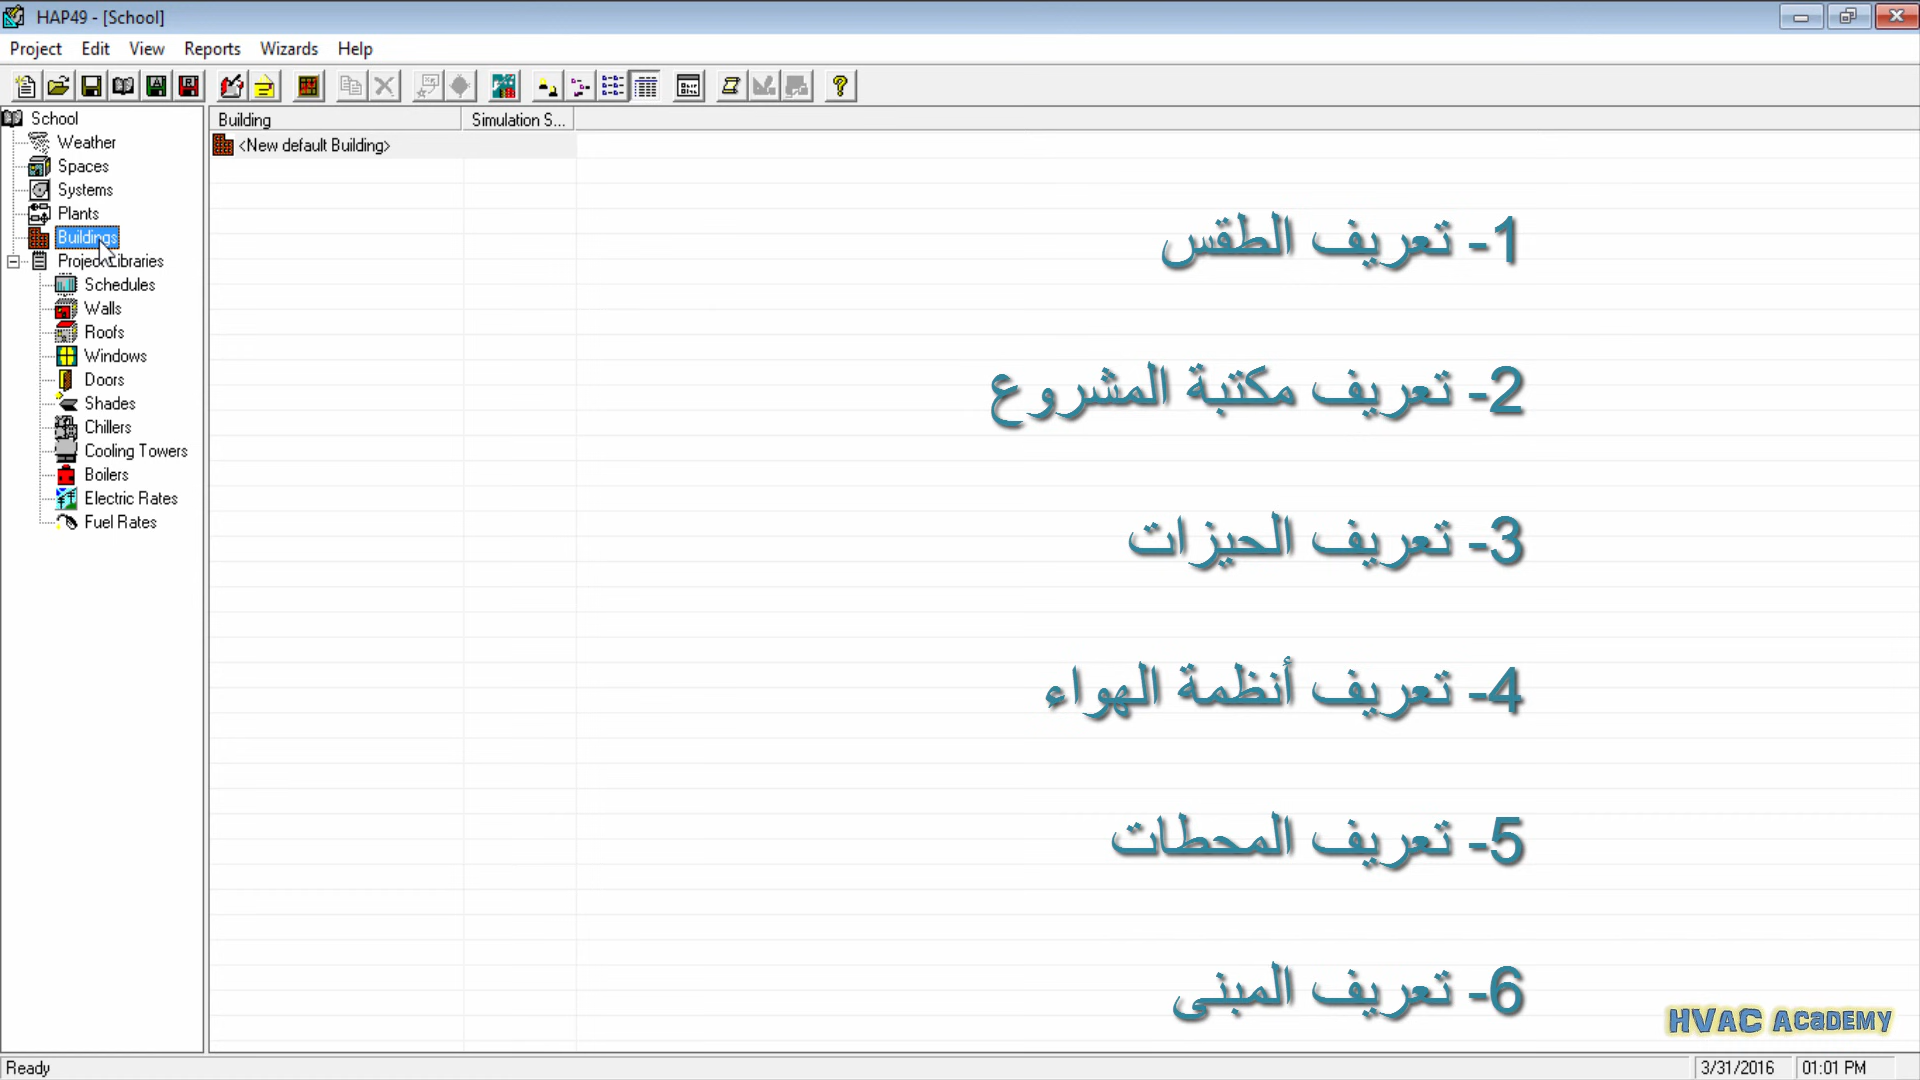 HAP49 - [School]
Project Edit View Reports Wizards Help
School
Weather
Spaces
Systems
Plants
Buildings
Project Libraries
Schedules
Walls
Roofs
Windows
Doors
Shades
Chillers
Cooling Towers
Boilers
Electric Rates
Fuel Rates
Building Simulation S...
<New default Building>
1- تعريف الطقس
2- تعريف مكتبة المشروع
3- تعريف الحيزات
4- تعريف أنظمة الهواء
5- تعريف المحطات
6- تعريف المبنى
HVAC Academy
Ready 3/31/2016 01:01 PM